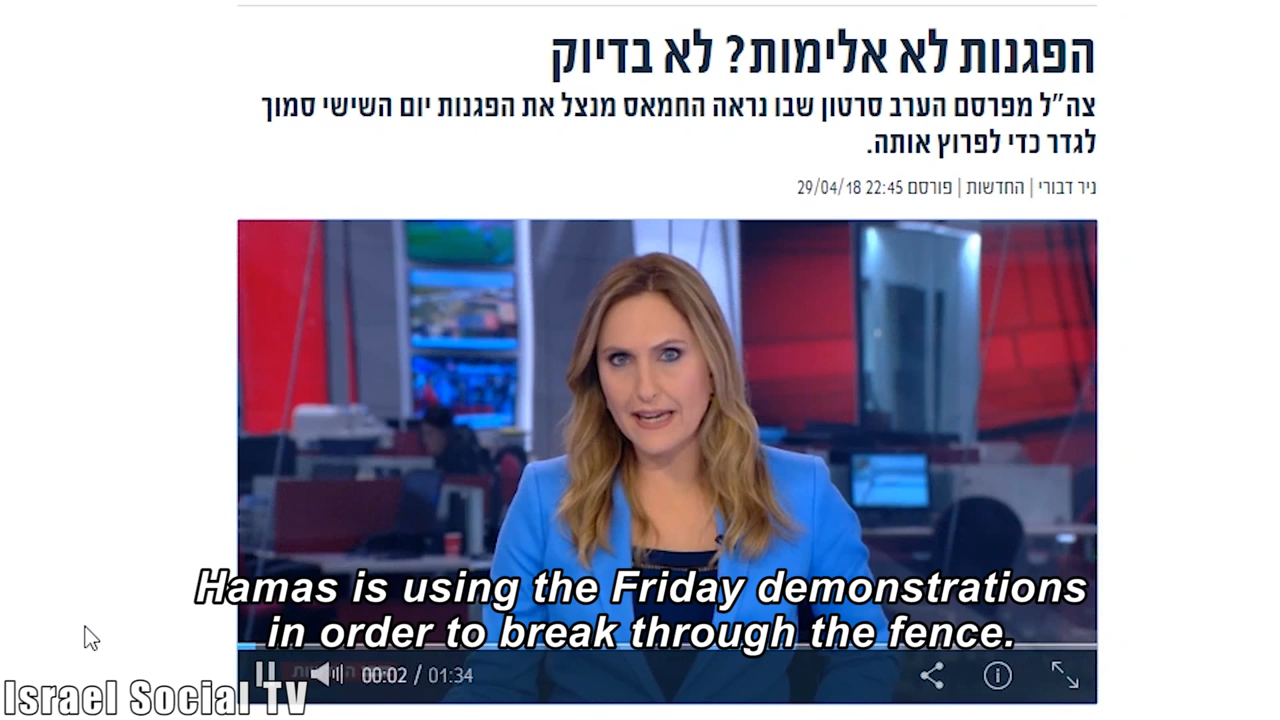 הפגנות לא אלימות? לא בדיוק
צה"ל מפרסם הערב סרטון שבו נראה החמאס מנצל את הפגנות יום השישי סמוך
לגדר כדי לפרוץ אותה.
ניר דבורי | החדשות | פורסם 29/04/18 22:45
Hamas is using the Friday demonstrations
in order to break through the fence.
00:02 / 01:34
Israel Social TV